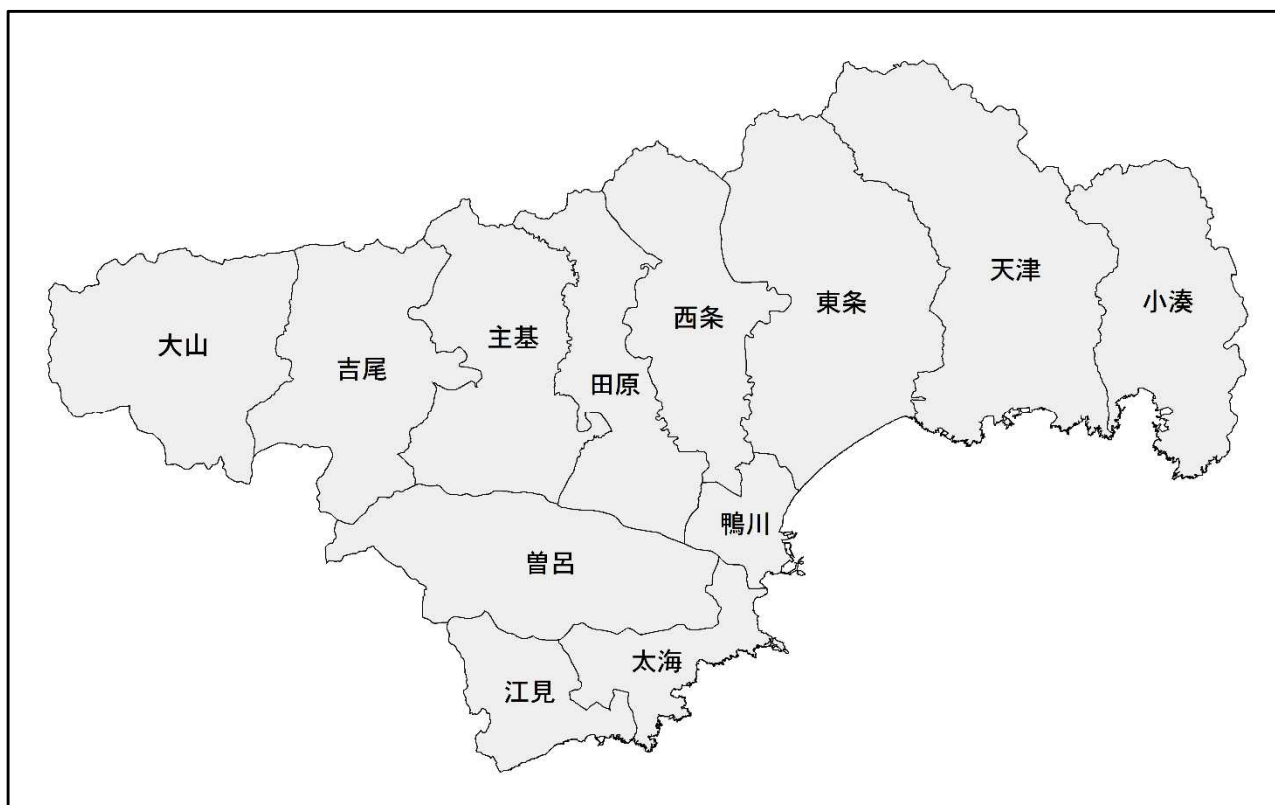 大山
吉尾
主基
田原
西条
東条
天津
小湊
鴨川
曽呂
太海
江見